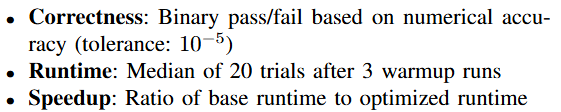 • Correctness: Binary pass/fail based on numerical accu-
racy (tolerance: 10⁻⁵)
• Runtime: Median of 20 trials after 3 warmup runs
• Speedup: Ratio of base runtime to optimized runtime